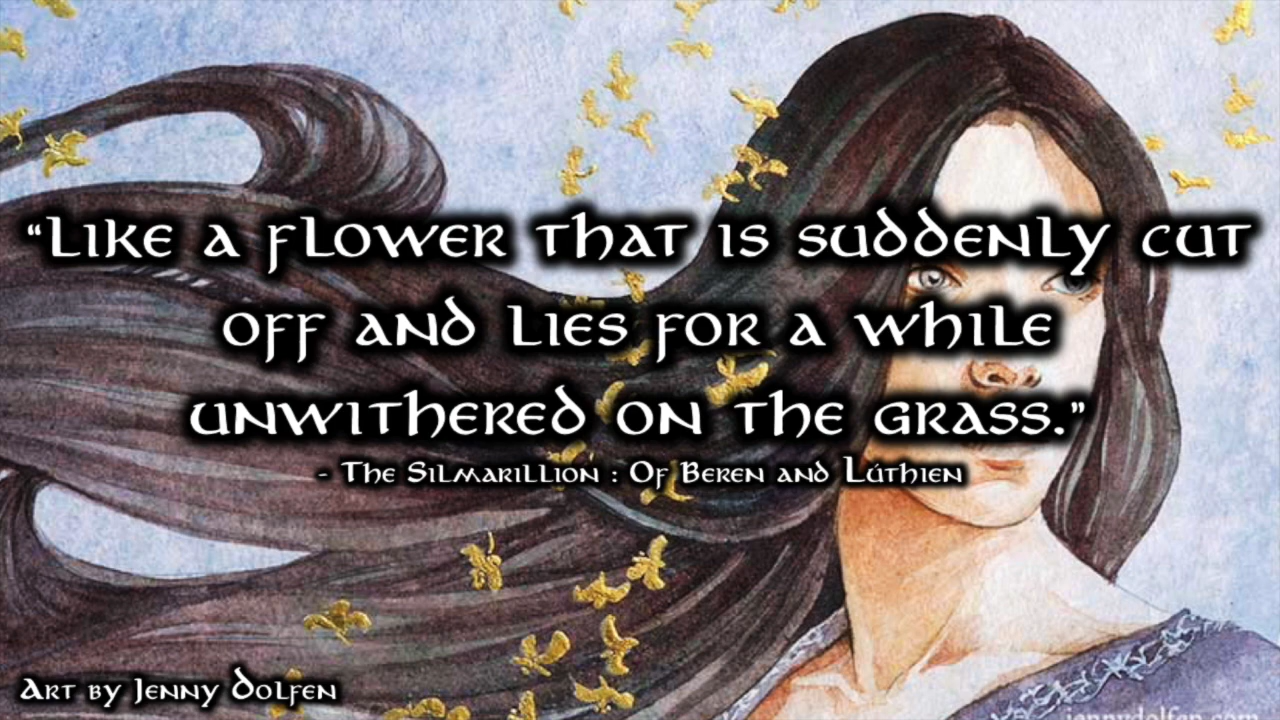 “Like a flower that is suddenly cut
off and lies for a while
unwithered on the grass.”
- The Silmarillion : Of Beren and Lúthien
Art by Jenny Dolfen